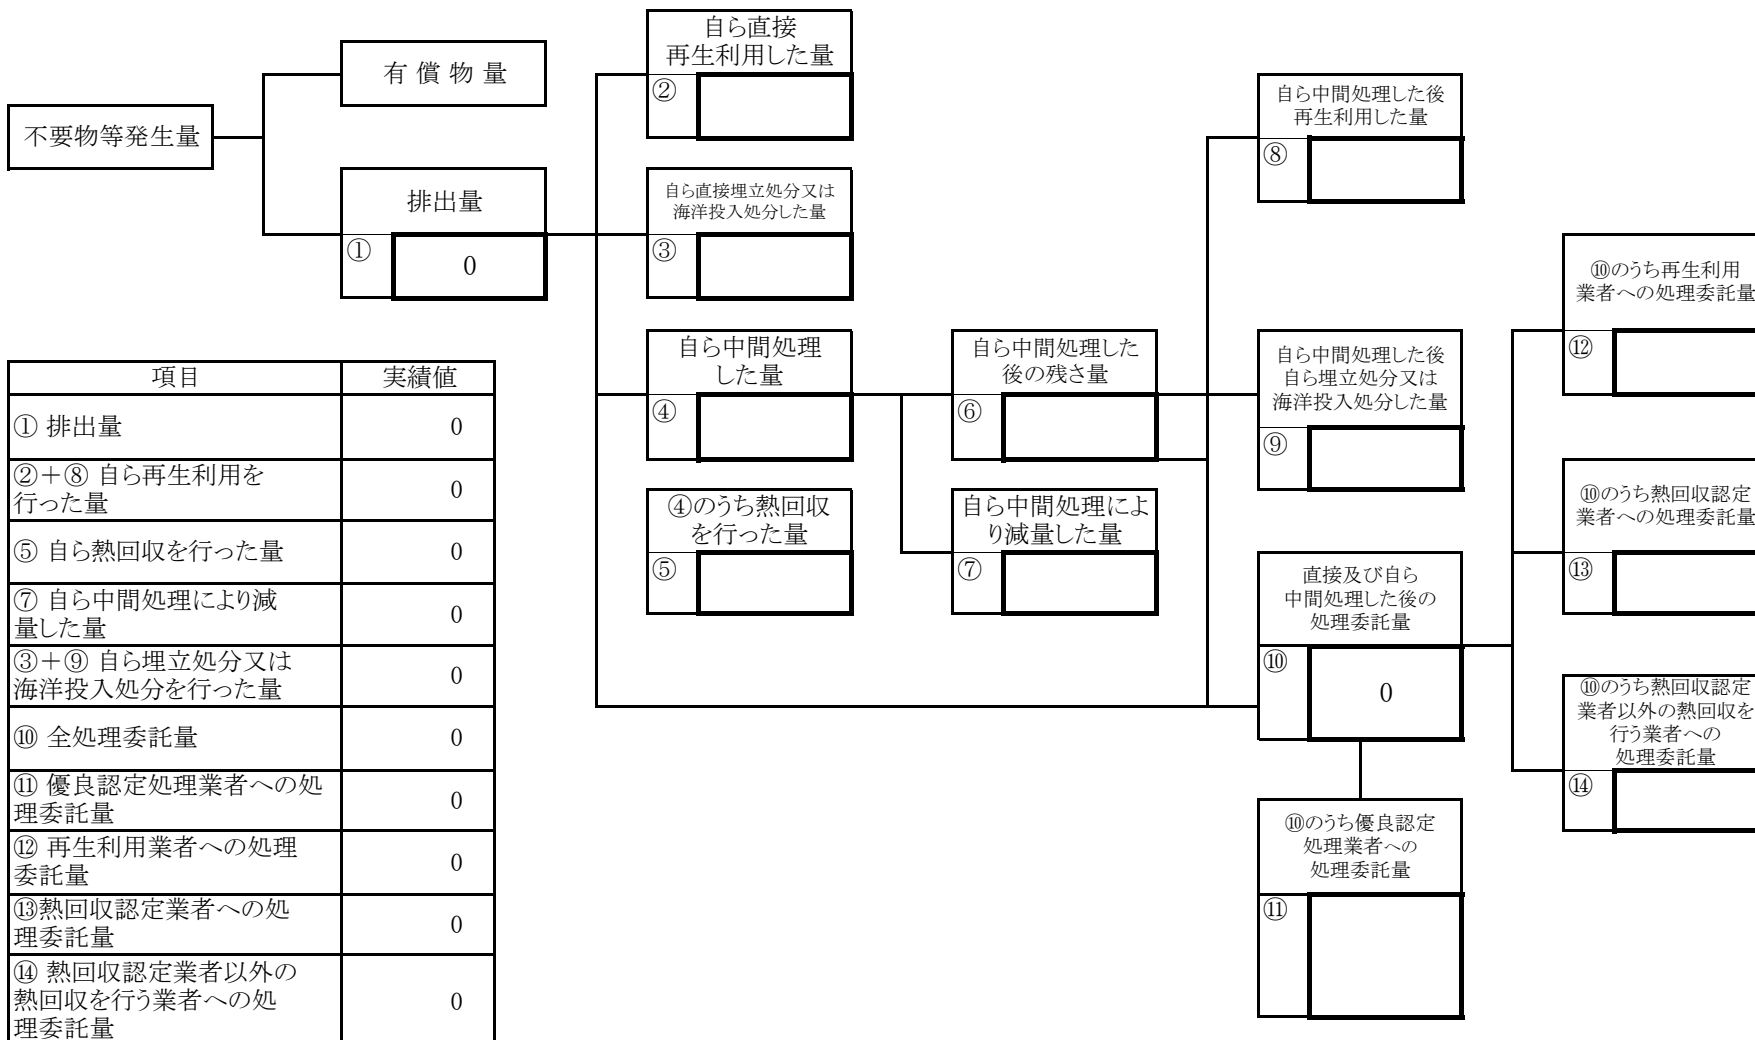 不要物等発生量
有 償 物 量
排出量
①
0
自ら直接
再生利用した量
②
自ら直接埋立処分又は
海洋投入処分した量
③
自ら中間処理
した量
④
④のうち熱回収
を行った量
⑤
自ら中間処理した
後の残さ量
⑥
自ら中間処理によ
り減量した量
⑦
自ら中間処理した後
再生利用した量
⑧
自ら中間処理した後
自ら埋立処分又は
海洋投入処分した量
⑨
直接及び自ら
中間処理した後の
処理委託量
⑩
0
⑩のうち優良認定
処理業者への
処理委託量
⑪
⑩のうち再生利用
業者への処理委託量
⑫
⑩のうち熱回収認定
業者への処理委託量
⑬
⑩のうち熱回収認定
業者以外の熱回収を
行う業者への
処理委託量
⑭
項目 実績値
① 排出量 0
②+⑧ 自ら再生利用を
行った量 0
⑤ 自ら熱回収を行った量 0
⑦ 自ら中間処理により減
量した量 0
③+⑨ 自ら埋立処分又は
海洋投入処分を行った量 0
⑩ 全処理委託量 0
⑪ 優良認定処理業者への処
理委託量 0
⑫ 再生利用業者への処理
委託量 0
⑬熱回収認定業者への処
理委託量 0
⑭ 熱回収認定業者以外の
熱回収を行う業者への処
理委託量 0